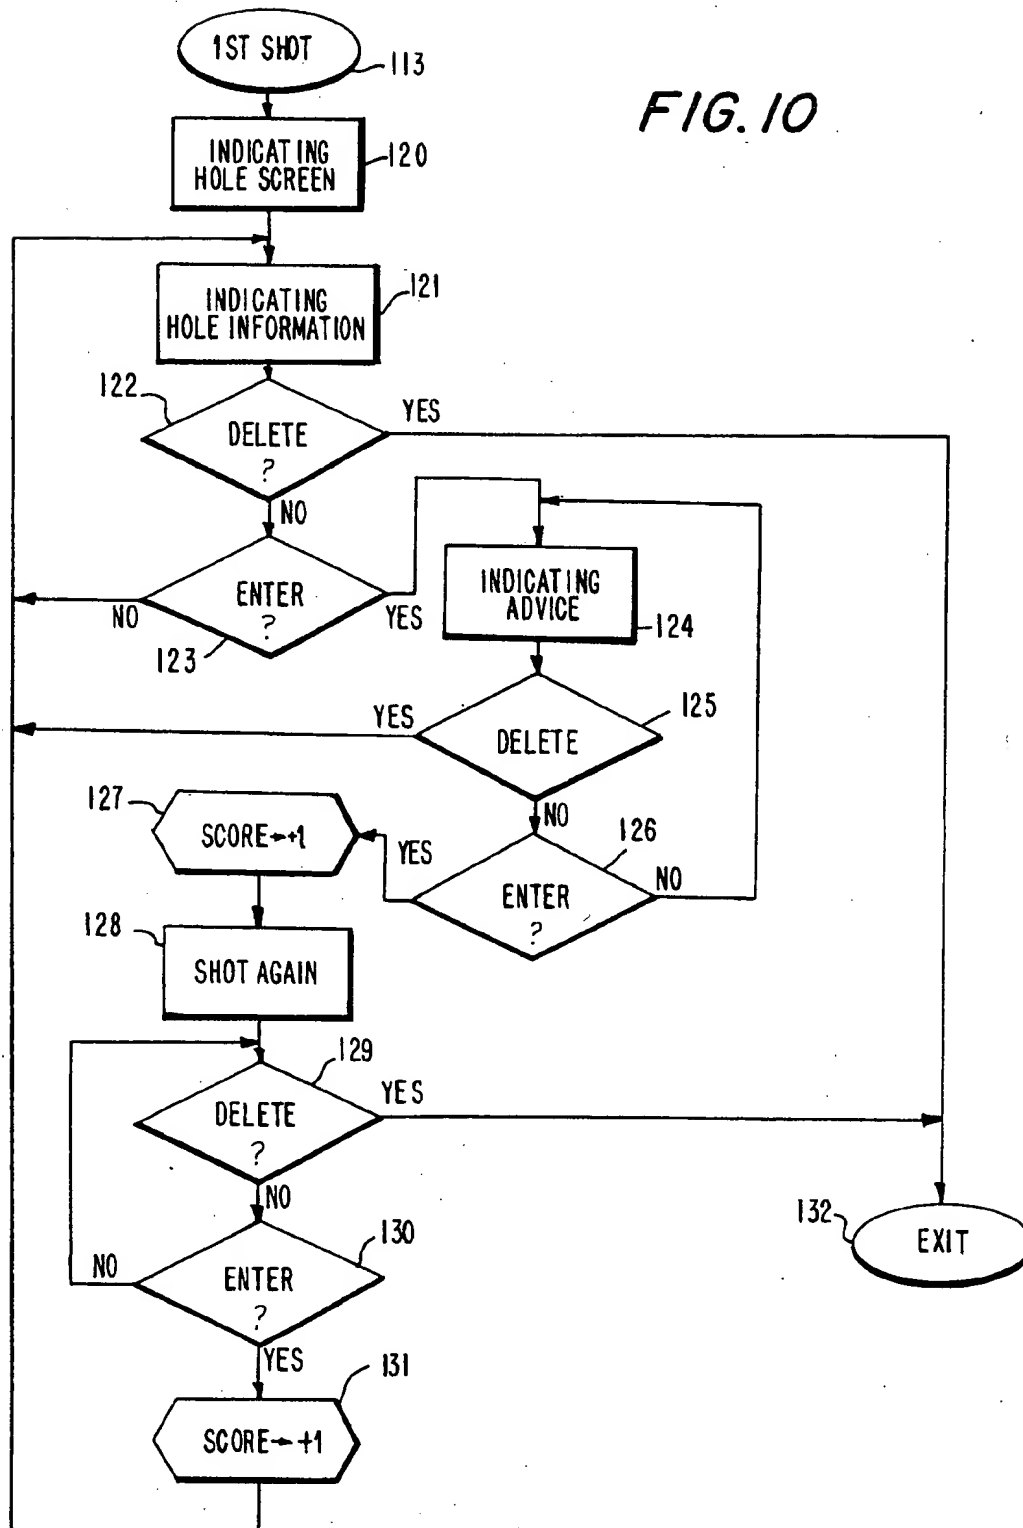 1ST SHOT
113
FIG. 10
INDICATING
HOLE SCREEN
120
INDICATING
HOLE INFORMATION
121
122
DELETE
?
YES
NO
ENTER
?
NO
YES
123
INDICATING
ADVICE
124
YES
DELETE
125
NO
127
SCORE→+1
YES
ENTER
?
126
NO
128
SHOT AGAIN
129
DELETE
?
YES
NO
132
EXIT
130
NO
ENTER
?
YES
131
SCORE→+1